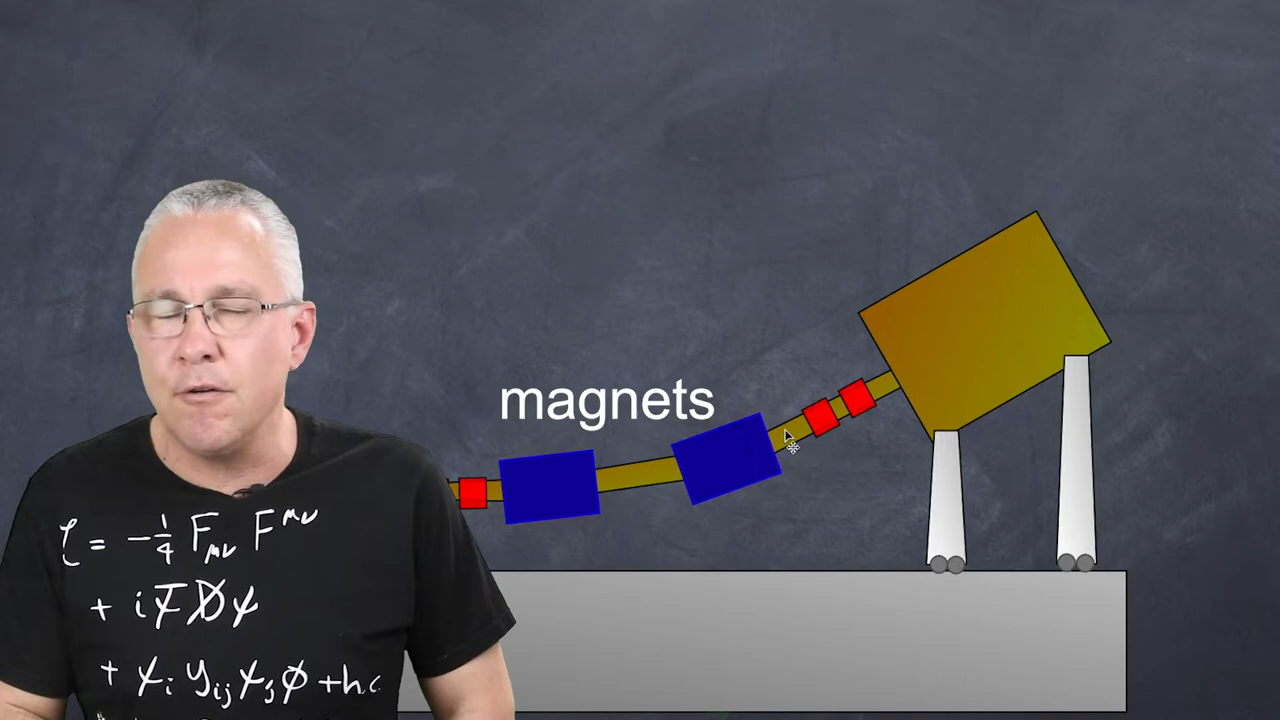 magnets
ℒ = -1/4 F_μν F^μν
+ iψ̄D̸ψ
+ ψ_i y_ij ψ_j φ + h.c.